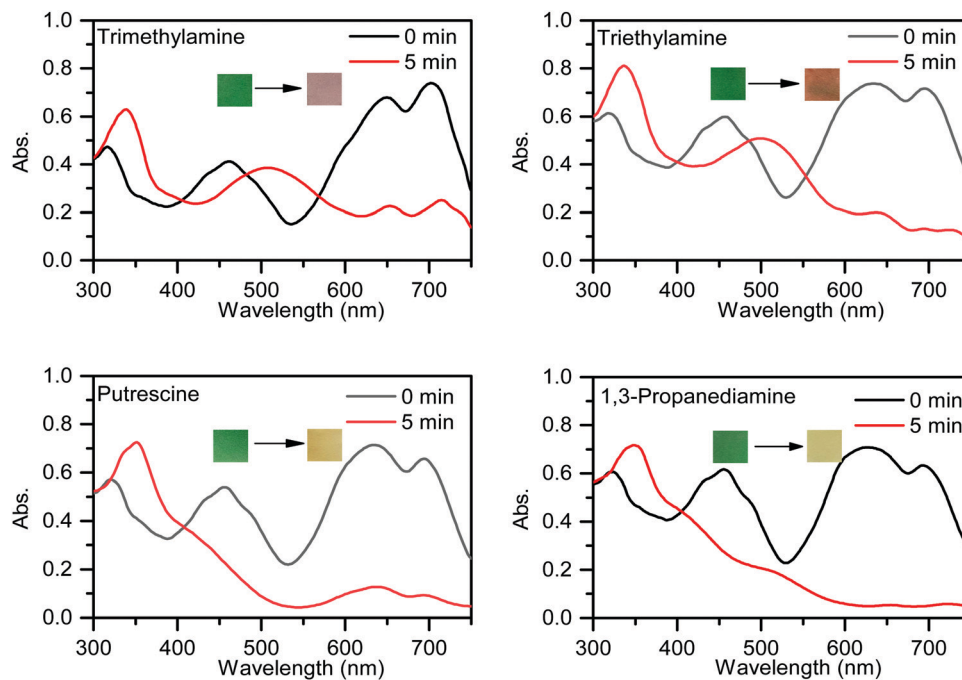 Trimethylamine
0 min
5 min
Abs.
1.0
0.8
0.6
0.4
0.2
0.0
300 400 500 600 700
Wavelength (nm)
Triethylamine
0 min
5 min
Abs.
1.0
0.8
0.6
0.4
0.2
0.0
300 400 500 600 700
Wavelength (nm)
Putrescine
0 min
5 min
Abs.
1.0
0.8
0.6
0.4
0.2
0.0
300 400 500 600 700
Wavelength (nm)
1,3-Propanediamine
0 min
5 min
Abs.
1.0
0.8
0.6
0.4
0.2
0.0
300 400 500 600 700
Wavelength (nm)